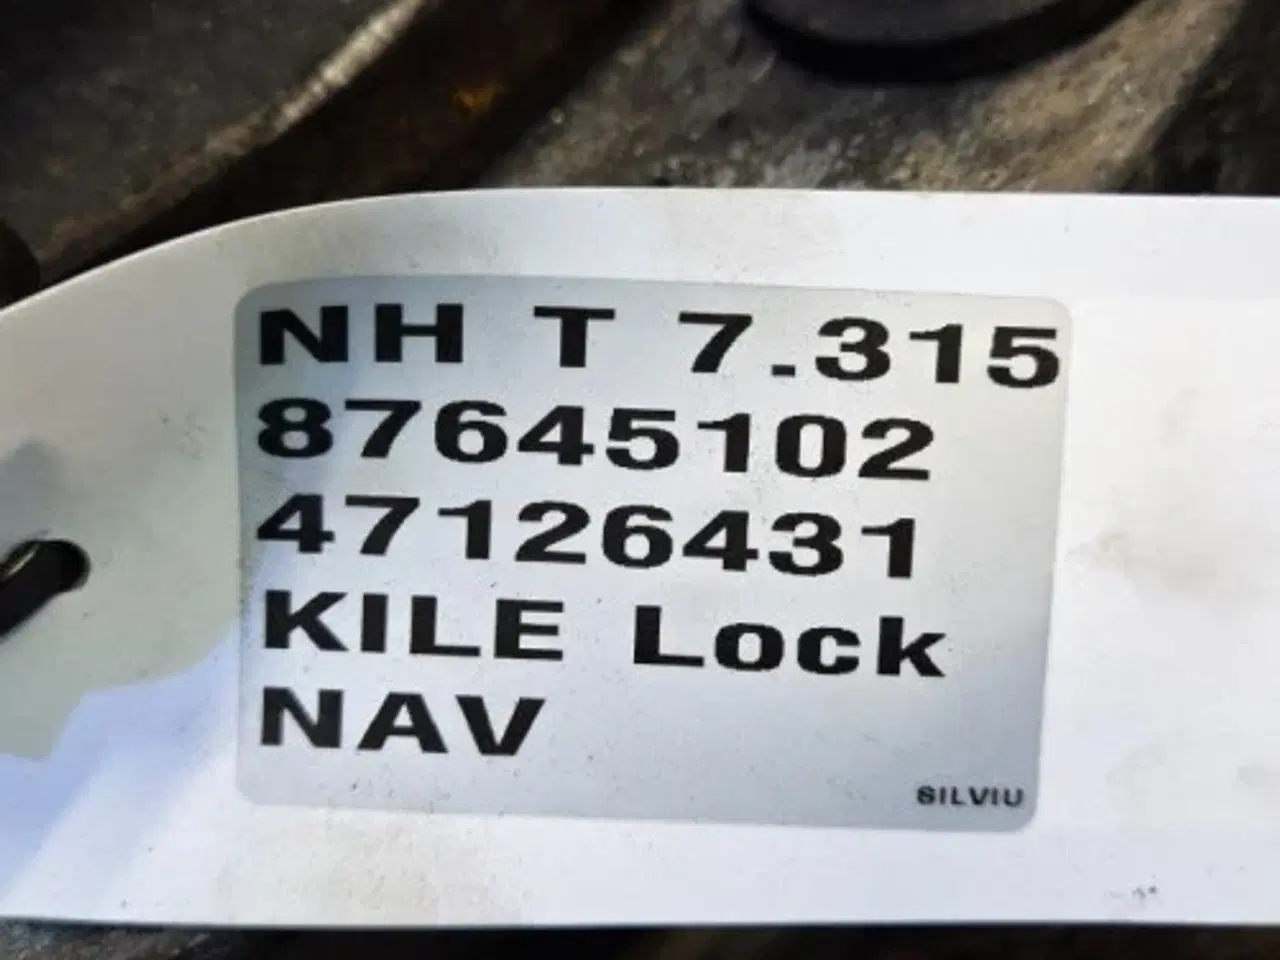 NH T 7.315
87645102
47126431
KILE Lock
NAV
SILVIU